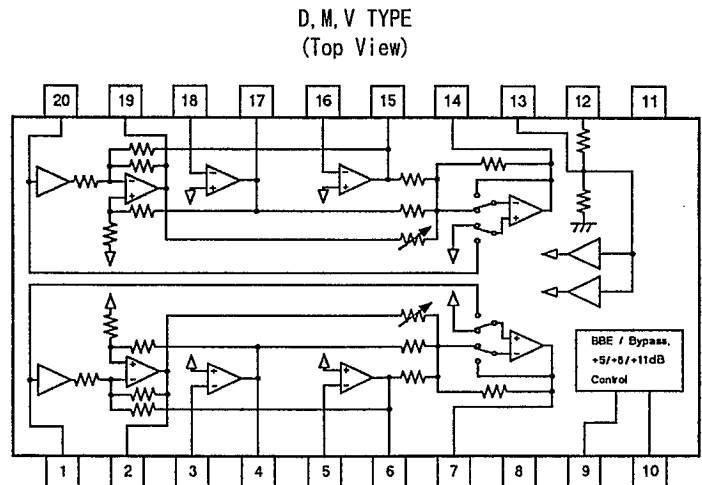 D, M, V TYPE
(Top View)
20 19 18 17 16 15 14 13 12 11
BBE / Bypass,
+5/+8/+11dB
Control
1 2 3 4 5 6 7 8 9 10